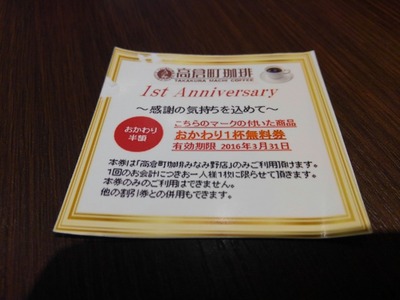 高倉町珈琲
TAKAKURA MACHI COFFEE
1st Anniversary
～感謝の気持ちを込めて～
おかわり
半額
こちらのマークの付いた商品
おかわり1杯無料券
有効期限 2016年3月31日
本券は「高倉町珈琲みなみ野店」のみご利用頂けます。
1回のお会計につきお一人様1枚に限らせて頂きます。
本券のみのご利用はできません。
他の割引券との併用もできます。